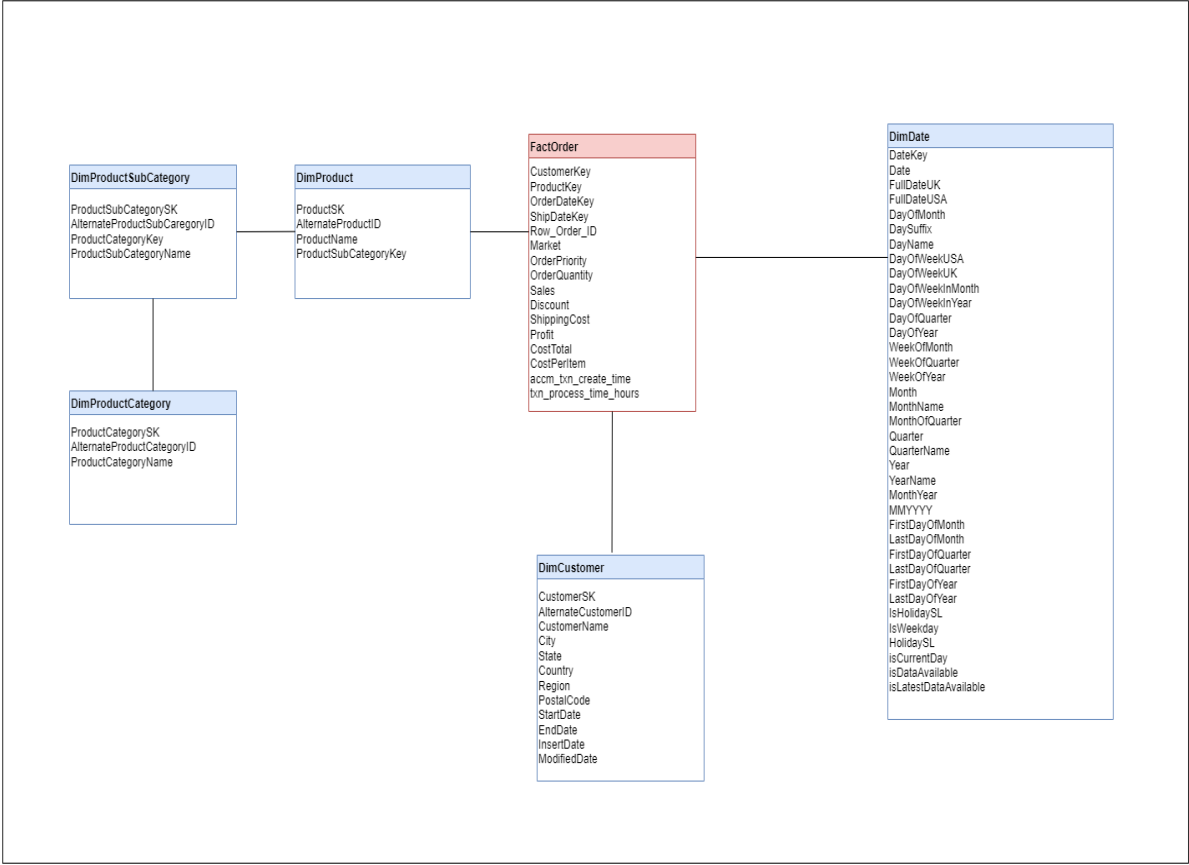 DimProductSubCategory
ProductSubCategorySK
AlternateProductSubCaregoryID
ProductCategoryKey
ProductSubCategoryName
DimProduct
ProductSK
AlternateProductID
ProductName
ProductSubCategoryKey
FactOrder
CustomerKey
ProductKey
OrderDateKey
ShipDateKey
Row_Order_ID
Market
OrderPriority
OrderQuantity
Sales
Discount
ShippingCost
Profit
CostTotal
CostPerItem
accm_txn_create_time
txn_process_time_hours
DimDate
DateKey
Date
FullDateUK
FullDateUSA
DayOfMonth
DaySuffix
DayName
DayOfWeekUSA
DayOfWeekUK
DayOfWeekInMonth
DayOfWeekInYear
DayOfQuarter
DayOfYear
WeekOfMonth
WeekOfQuarter
WeekOfYear
Month
MonthName
MonthOfQuarter
Quarter
QuarterName
Year
YearName
MonthYear
MMYYYY
FirstDayOfMonth
LastDayOfMonth
FirstDayOfQuarter
LastDayOfQuarter
FirstDayOfYear
LastDayOfYear
IsHolidaySL
IsWeekday
HolidaySL
isCurrentDay
isDataAvailable
isLatestDataAvailable
DimProductCategory
ProductCategorySK
AlternateProductCategoryID
ProductCategoryName
DimCustomer
CustomerSK
AlternateCustomerID
CustomerName
City
State
Country
Region
PostalCode
StartDate
EndDate
InsertDate
ModifiedDate